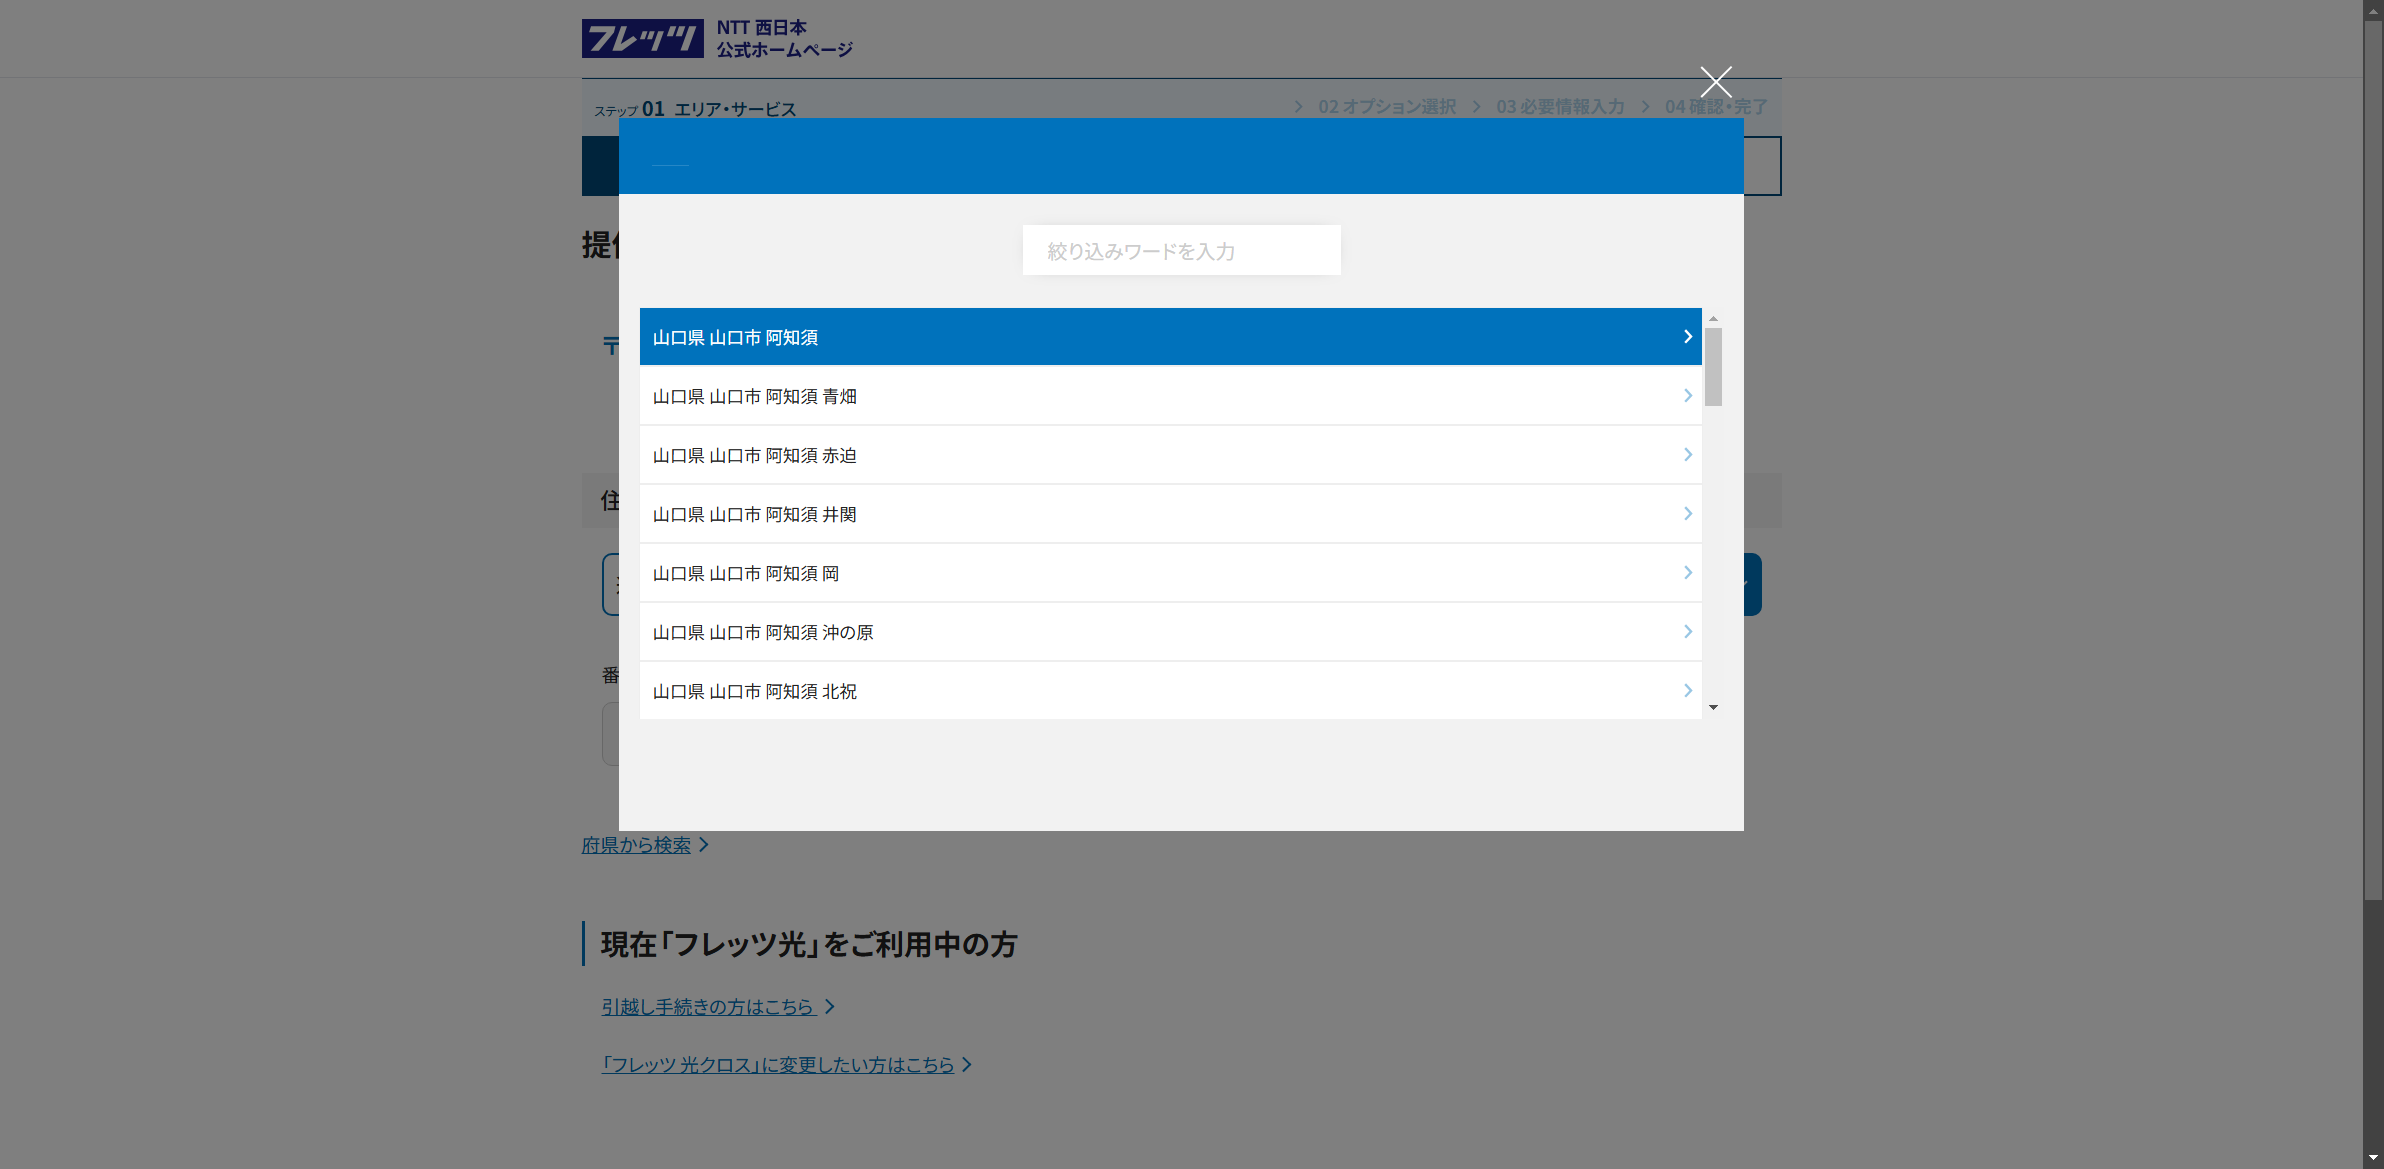 フレッツ
NTT 西日本
公式ホームページ
ステップ 01 エリア・サービス
02 オプション選択
03 必要情報入力
04 確認・完了
提
絞り込みワードを入力
〒
山口県 山口市 阿知須
山口県 山口市 阿知須 青畑
山口県 山口市 阿知須 赤迫
山口県 山口市 阿知須 井関
山口県 山口市 阿知須 岡
山口県 山口市 阿知須 沖の原
山口県 山口市 阿知須 北祝
住
番
府県から検索
現在「フレッツ光」をご利用中の方
引越し手続きの方はこちら
「フレッツ 光クロス」に変更したい方はこちら